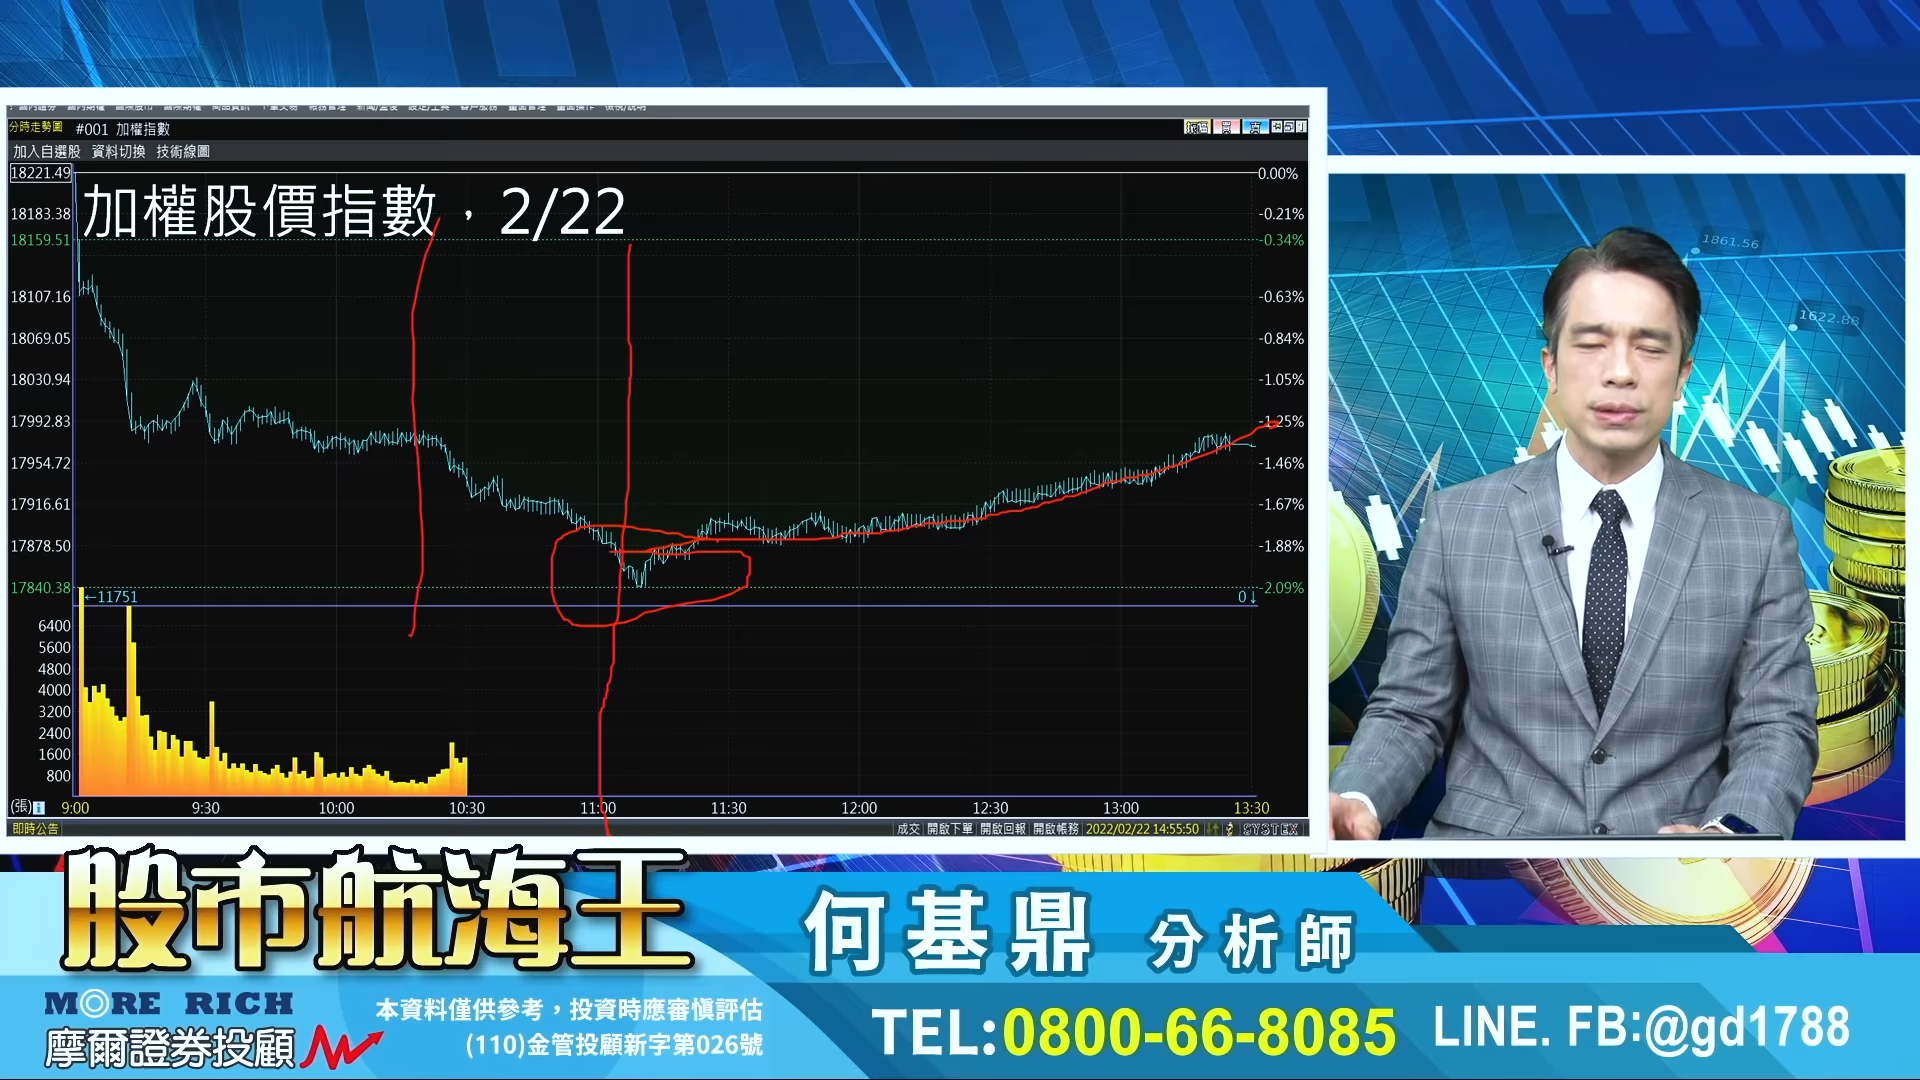 分時走勢圖 #001 加權指數
加入自選股 資料切換 技術線圖
加權股價指數，2/22
18221.49
18183.38
18159.51
18107.16
18069.05
18030.94
17992.83
17954.72
17916.61
17878.50
17840.38
←11751
6400
5600
4800
4000
3200
2400
1600
800
(張)
0.00%
-0.21%
-0.34%
-0.63%
-0.84%
-1.05%
-1.25%
-1.46%
-1.67%
-1.88%
-2.09%
0↓
9:00 9:30 10:00 10:30 11:00 11:30 12:00 12:30 13:00 13:30
即時公告 成交 開啟下單 開啟回報 開啟帳務 2022/02/22 14:55:50 SYSTEX
1861.56
1622.88
股市航海王
MORE RICH
摩爾證券投顧
本資料僅供參考，投資時應審慎評估
(110)金管投顧新字第026號
何基鼎 分析師
TEL:0800-66-8085
LINE. FB:@gd1788